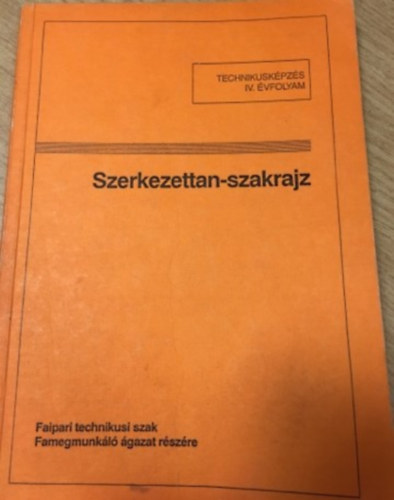 TECHNIKUSKÉPZÉS
IV. ÉVFOLYAM
Szerkezettan-szakrajz
Faipari technikusi szak
Famegmunkáló ágazat részére